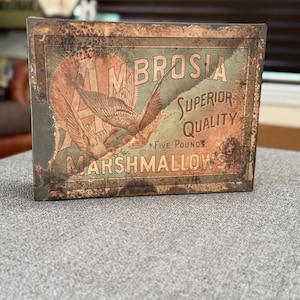 AMBROSIA
SUPERIOR
QUALITY
FIVE POUNDS
MARSHMALLOWS